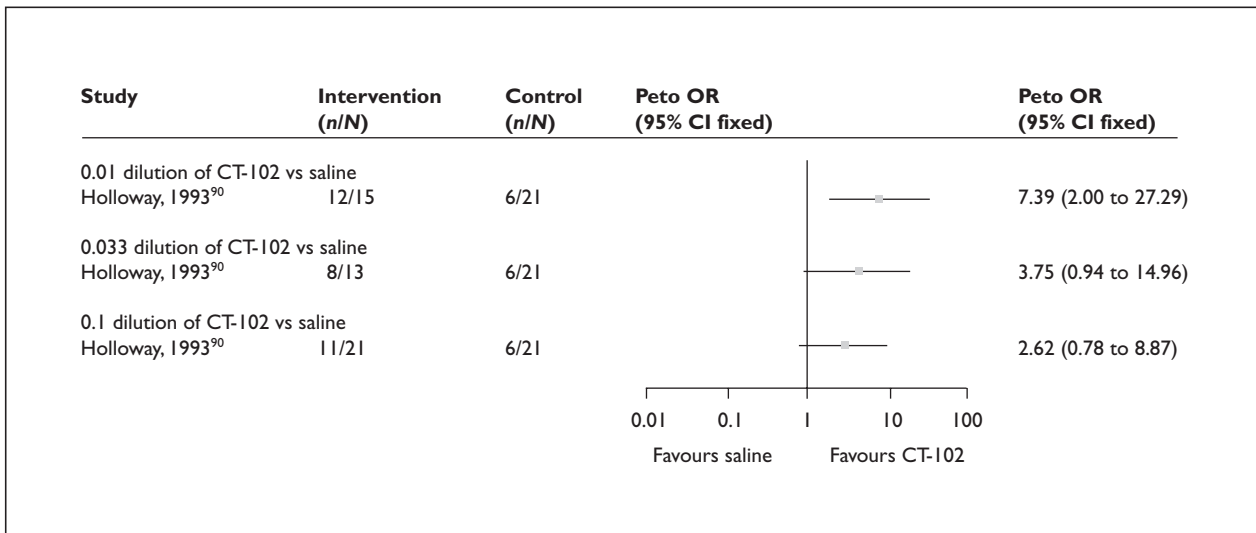 Study Intervention Control Peto OR Peto OR
(n/N) (n/N) (95% CI fixed) (95% CI fixed)
0.01 dilution of CT-102 vs saline
Holloway, 1993⁹⁰ 12/15 6/21 7.39 (2.00 to 27.29)
0.033 dilution of CT-102 vs saline
Holloway, 1993⁹⁰ 8/13 6/21 3.75 (0.94 to 14.96)
0.1 dilution of CT-102 vs saline
Holloway, 1993⁹⁰ 11/21 6/21 2.62 (0.78 to 8.87)
0.01 0.1 1 10 100
Favours saline Favours CT-102